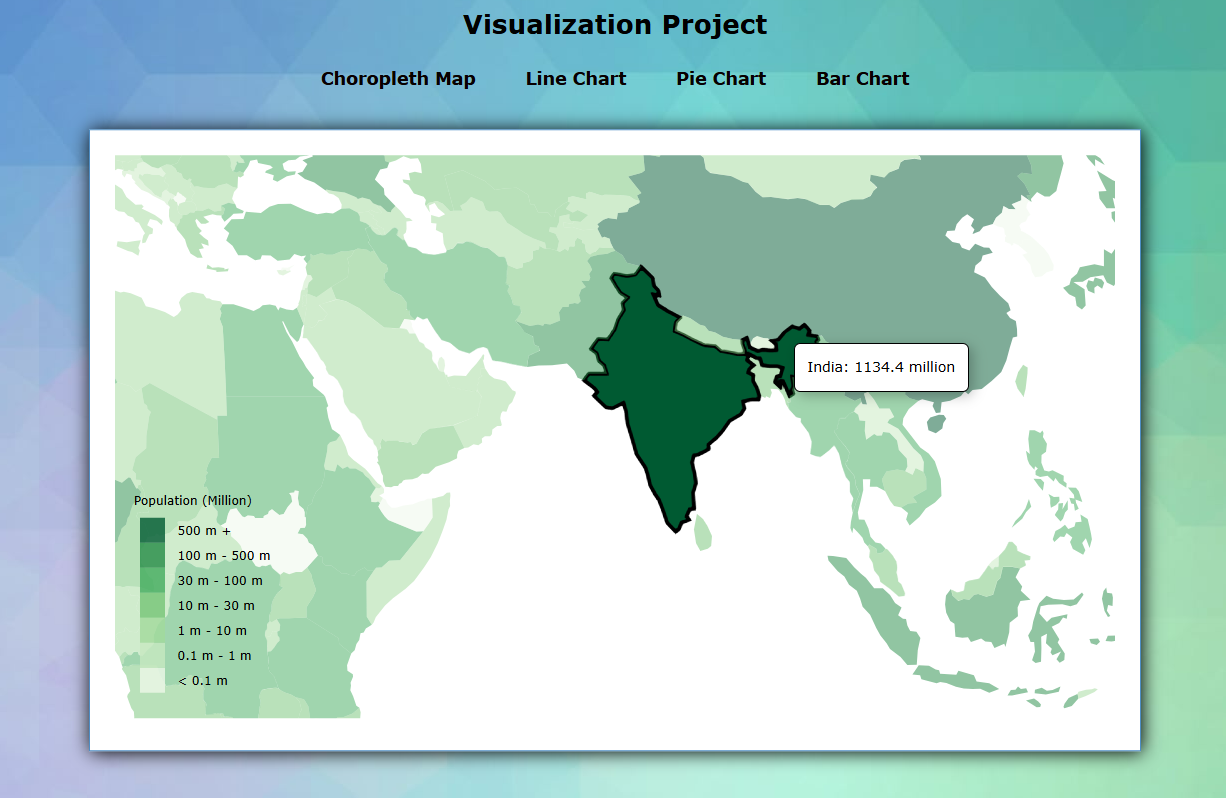 Visualization Project
Choropleth Map Line Chart Pie Chart Bar Chart
India: 1134.4 million
Population (Million)
500 m +
100 m - 500 m
30 m - 100 m
10 m - 30 m
1 m - 10 m
0.1 m - 1 m
< 0.1 m